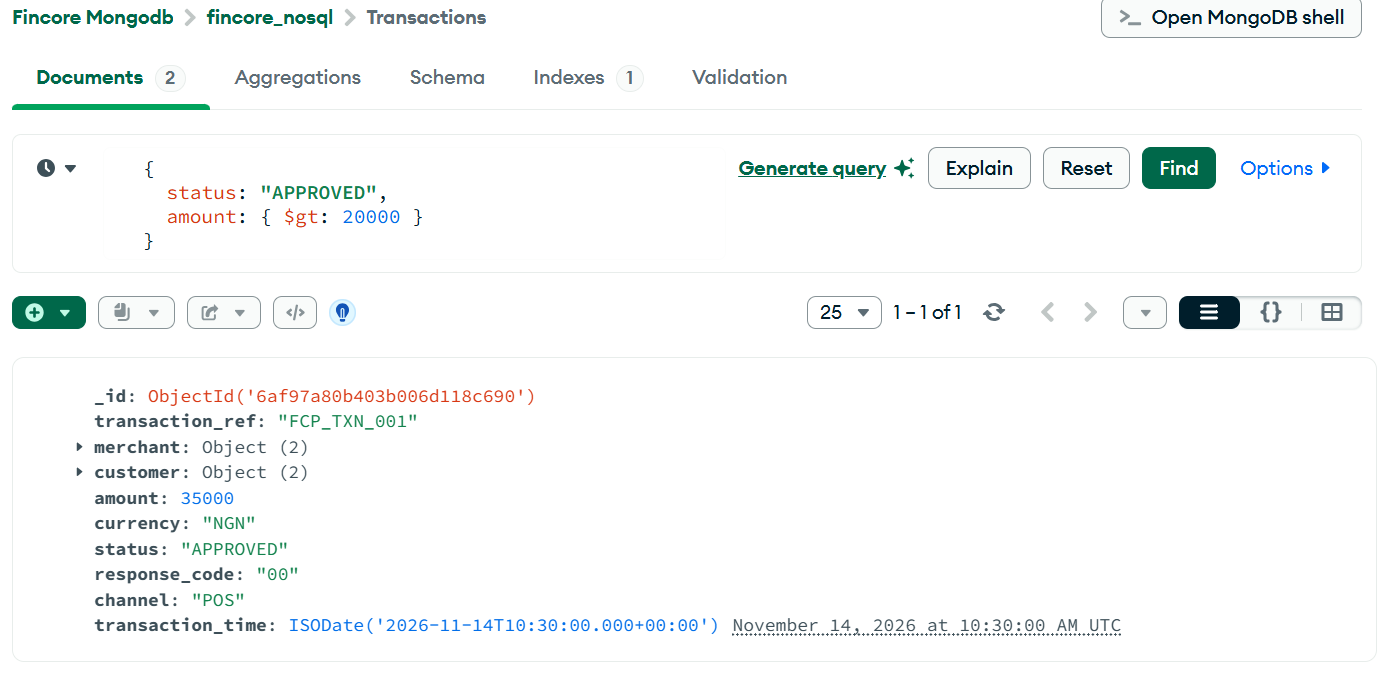 Fincore Mongodb > fincore_nosql > Transactions
>_ Open MongoDB shell
Documents 2 Aggregations Schema Indexes 1 Validation
{
status: "APPROVED",
amount: { $gt: 20000 }
}
Generate query Explain Reset Find Options
25 1 – 1 of 1 {}
</>
_id: ObjectId('6af97a80b403b006d118c690')
transaction_ref: "FCP_TXN_001"
merchant: Object (2)
customer: Object (2)
amount: 35000
currency: "NGN"
status: "APPROVED"
response_code: "00"
channel: "POS"
transaction_time: ISODate('2026-11-14T10:30:00.000+00:00') November 14, 2026 at 10:30:00 AM UTC